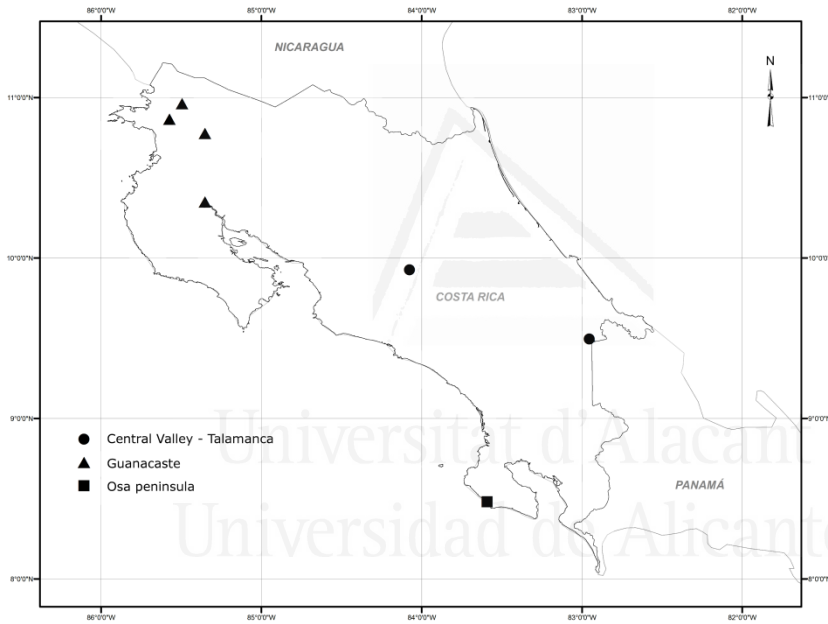 86°0'0"W 85°0'0"W 84°0'0"W 83°0'0"W 82°0'0"W
NICARAGUA
N
11°0'0"N 11°0'0"N
10°0'0"N 10°0'0"N
COSTA RICA
9°0'0"N 9°0'0"N
Universitat d'Alacant
Central Valley - Talamanca
Guanacaste
Osa peninsula
PANAMÁ
Universidad de Alicante
8°0'0"N 8°0'0"N
86°0'0"W 85°0'0"W 84°0'0"W 83°0'0"W 82°0'0"W